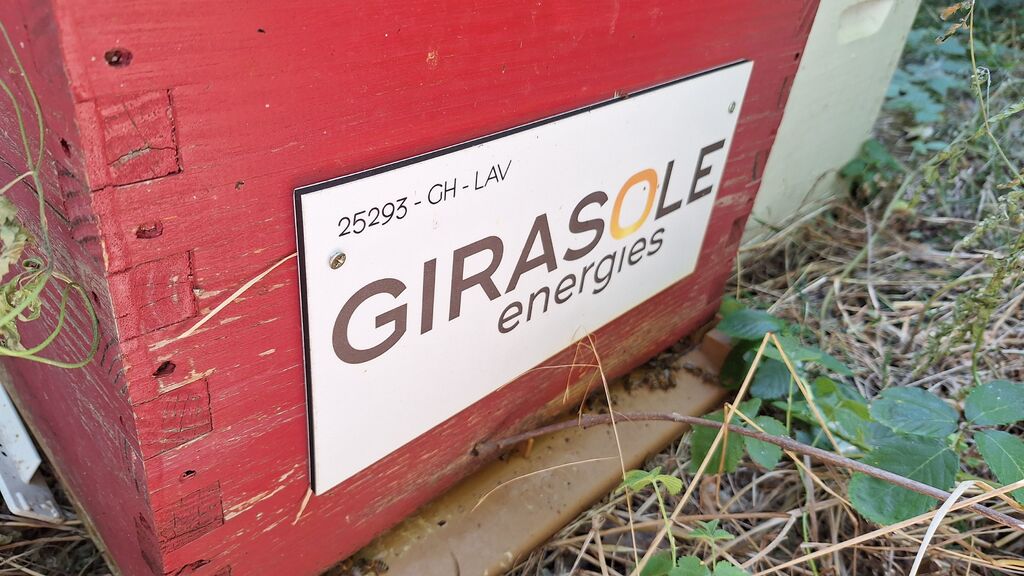 25293 - GH - LAV
GIRASOLE
energies